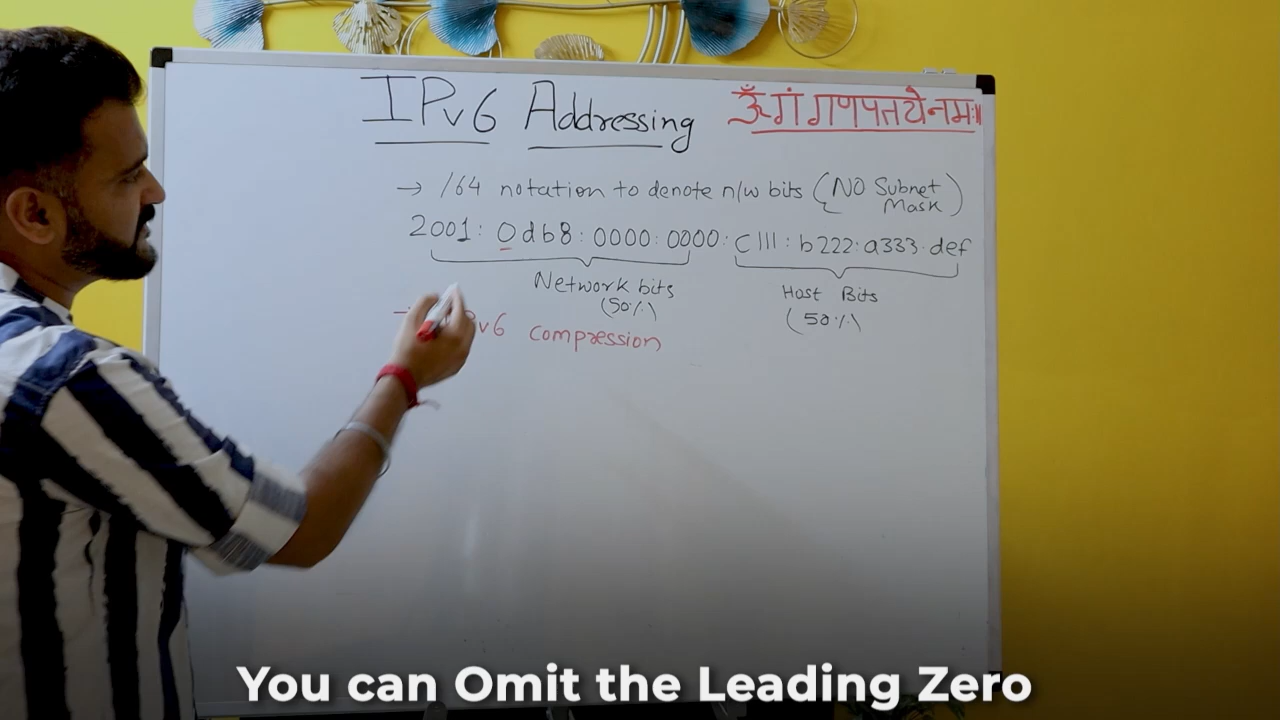 IPv6 Addressing
ॐ गं गणपतये नमः॥
→ /64 notation to denote n/w bits (NO Subnet Mask)
2001: 0db8: 0000: 0000: c111: b222: a333: def
Network bits
(50%)
Host Bits
(50%)
v6 compression
You can Omit the Leading Zero